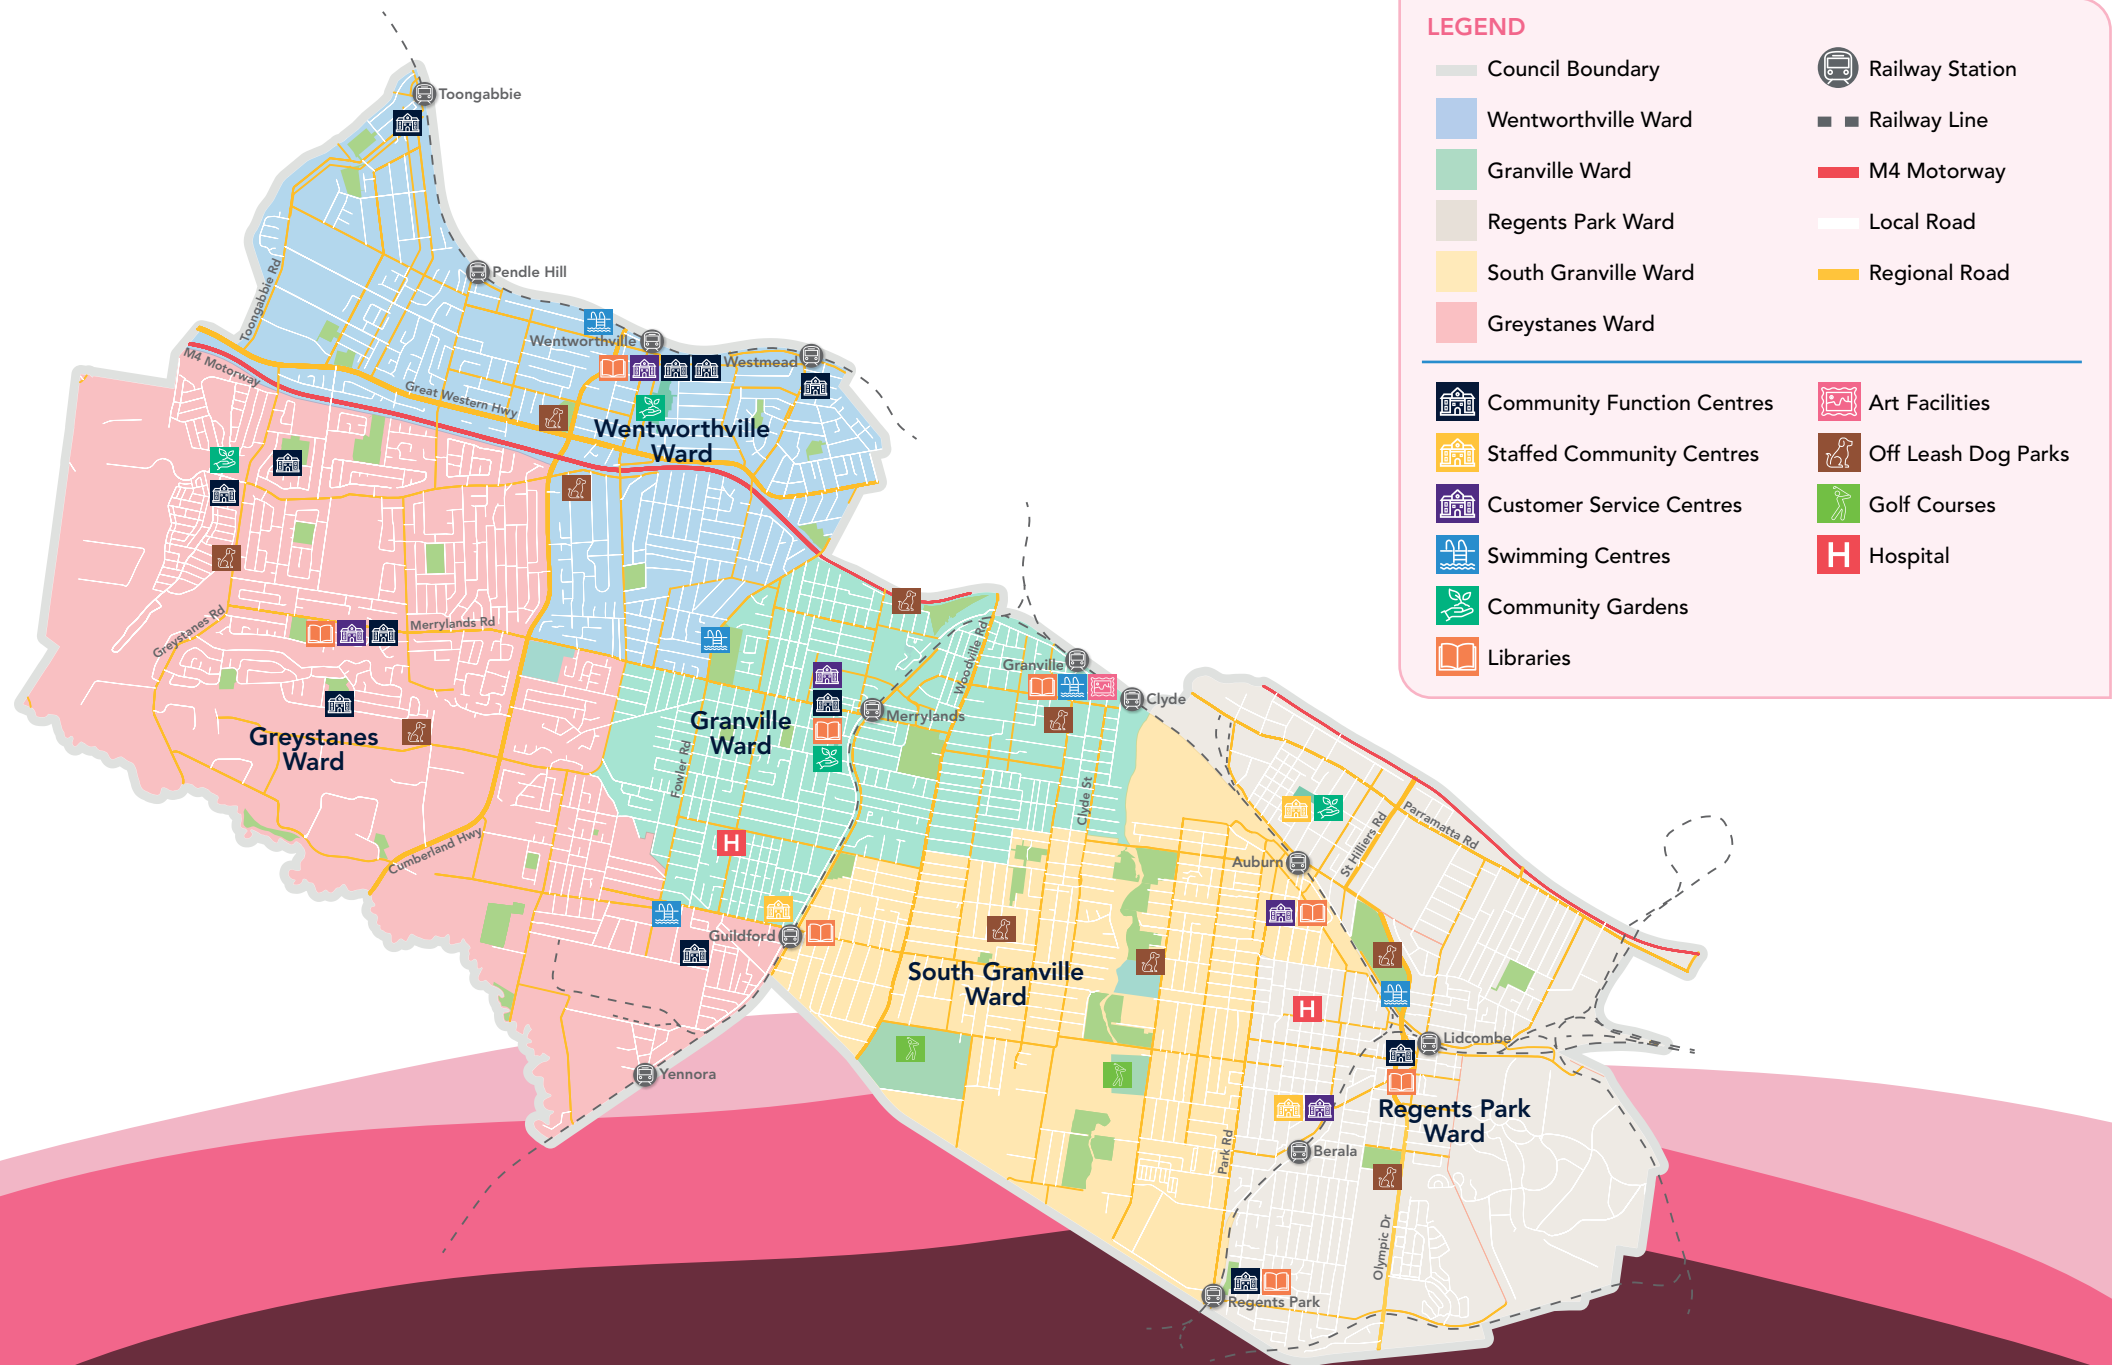 LEGEND
Council Boundary
Wentworthville Ward
Granville Ward
Regents Park Ward
South Granville Ward
Greystanes Ward
Railway Station
Railway Line
M4 Motorway
Local Road
Regional Road
Community Function Centres
Staffed Community Centres
Customer Service Centres
Swimming Centres
Community Gardens
Libraries
Art Facilities
Off Leash Dog Parks
Golf Courses
H Hospital
Toongabbie
Toongabbie Rd
Pendle Hill
Wentworthville
Westmead
M4 Motorway
Great Western Hwy
Wentworthville
Ward
Greystanes Rd
Merrylands Rd
Woodville Rd
Granville
Clyde
Merrylands
Granville
Ward
Greystanes
Ward
Fowler Rd
Clyde St
Cumberland Hwy
H
Parramatta Rd
St Hilliers Rd
Auburn
Guildford
South Granville
Ward
H
Lidcombe
Yennora
Regents Park
Ward
Park Rd
Berala
Olympic Dr
Regents Park